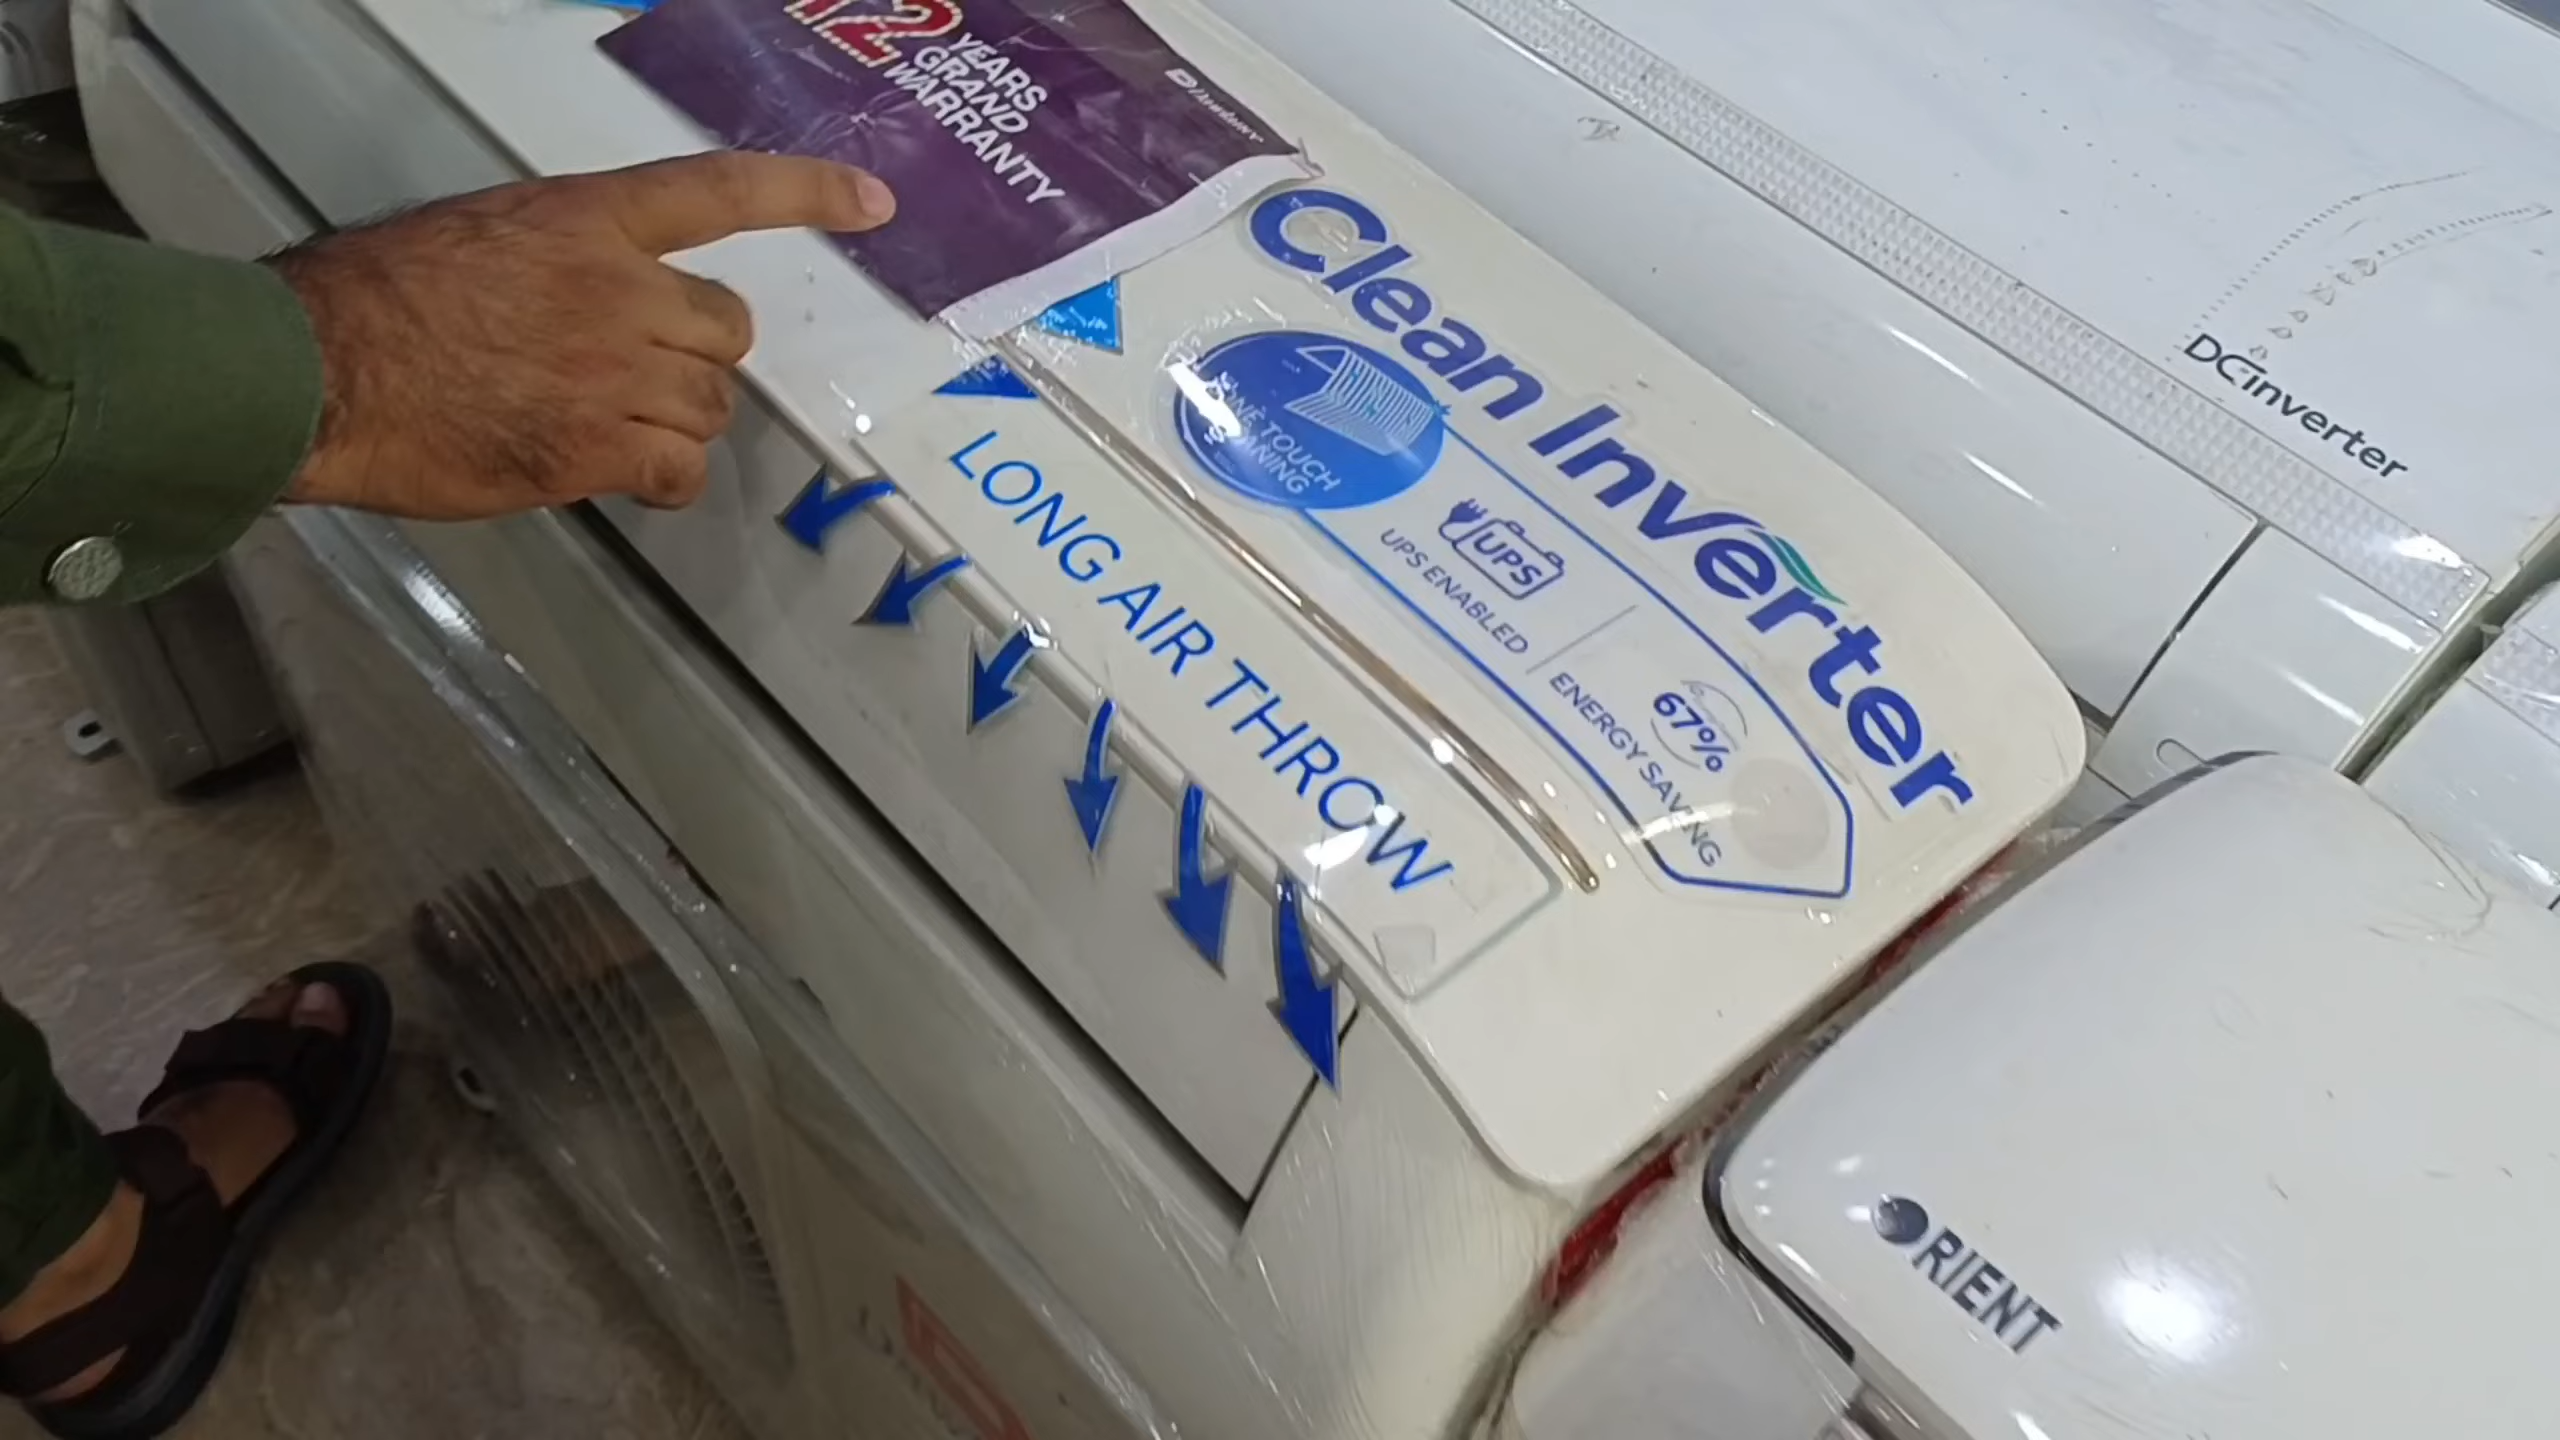 12
YEARS
GRAND
WARRANTY
Clean Inverter
ONE TOUCH
UPS
UPS ENABLED
67%
ENERGY SAVING
LONG AIR THROW
DC inverter
ORIENT